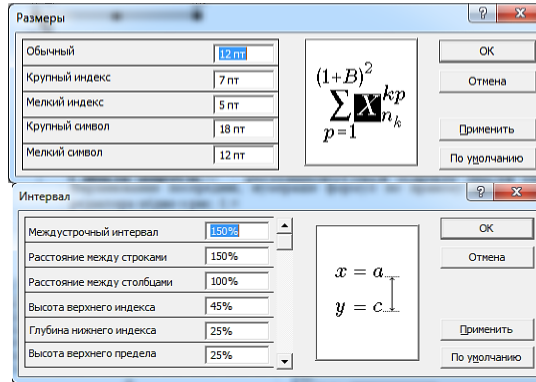 Размеры
Обычный 12 пт
Крупный индекс 7 пт
Мелкий индекс 5 пт
Крупный символ 18 пт
Мелкий символ 12 пт
(1+B)²
∑ X kp n k
p=1
OK
Отмена
Применить
По умолчанию
Интервал
Междустрочный интервал 150%
Расстояние между строками 150%
Расстояние между столбцами 100%
Высота верхнего индекса 45%
Глубина нижнего индекса 25%
Высота верхнего предела 25%
x = a
y = c
OK
Отмена
Применить
По умолчанию